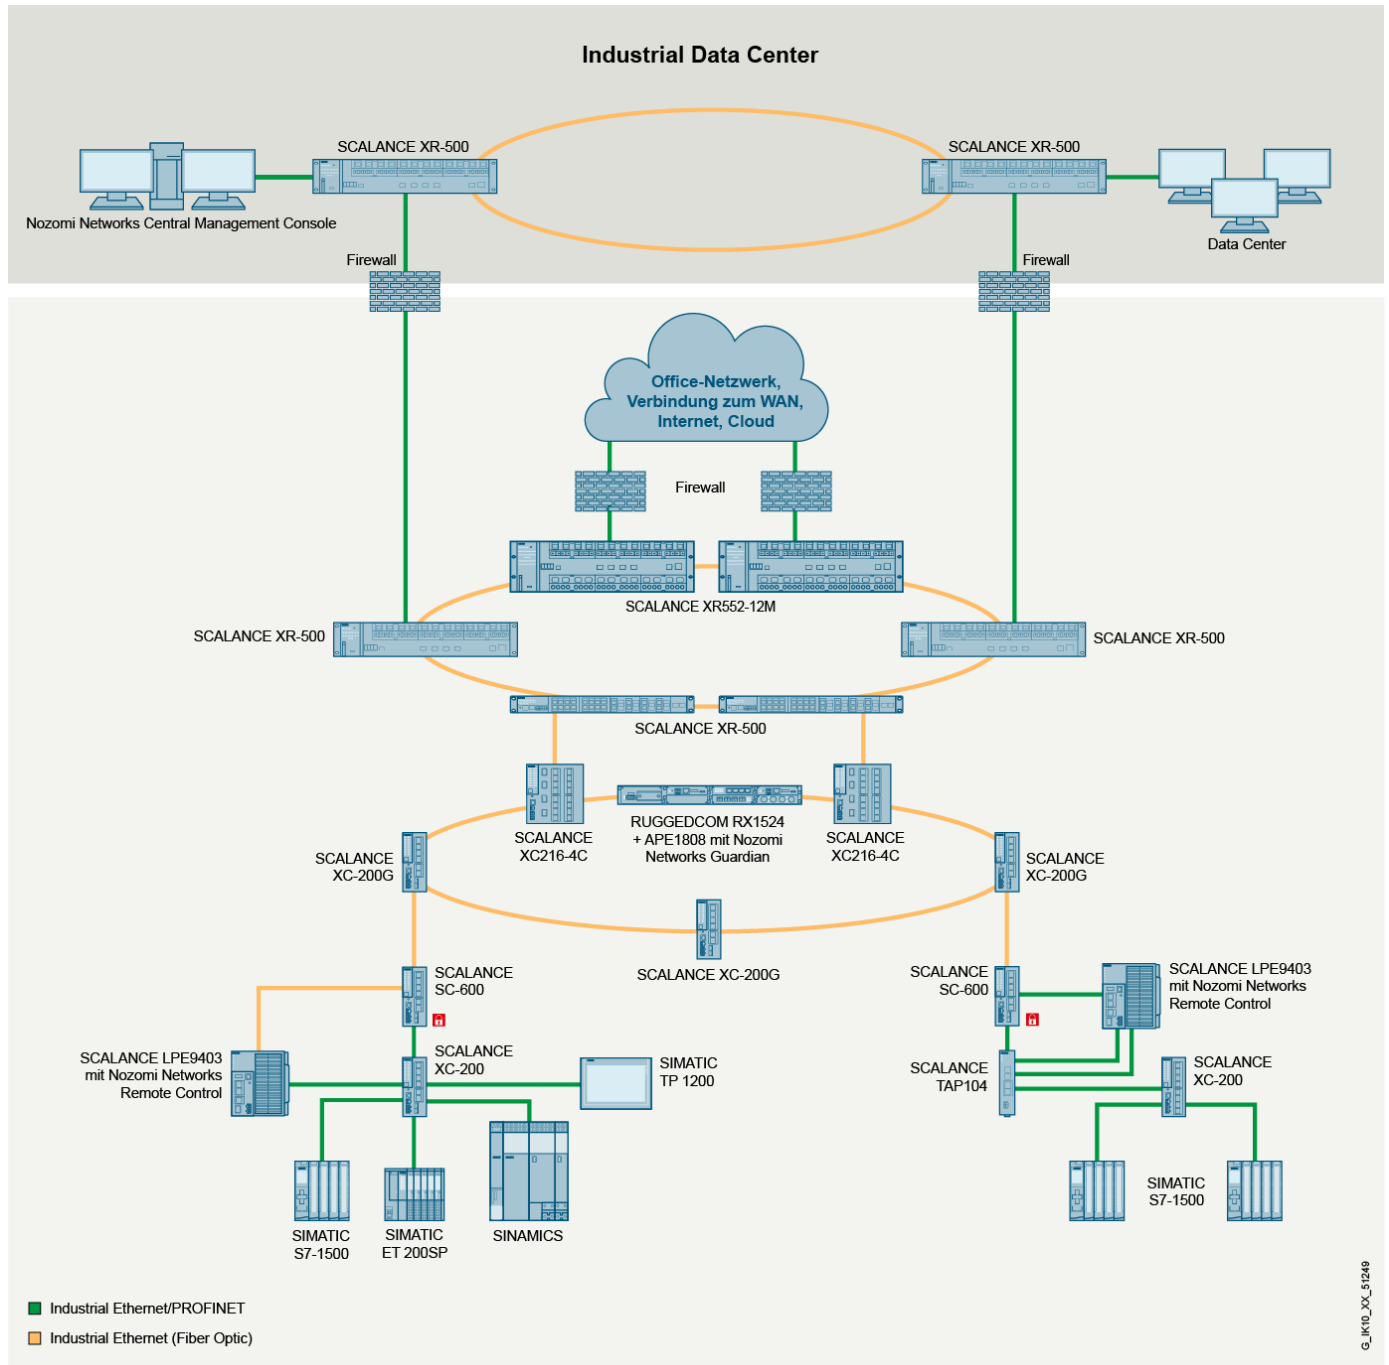 Industrial Data Center
SCALANCE XR-500
SCALANCE XR-500
Nozomi Networks Central Management Console
Data Center
Firewall
Firewall
Office-Netzwerk,
Verbindung zum WAN,
Internet, Cloud
Firewall
SCALANCE XR552-12M
SCALANCE XR-500
SCALANCE XR-500
SCALANCE XR-500
SCALANCE
XC216-4C
RUGGEDCOM RX1524
+ APE1808 mit Nozomi
Networks Guardian
SCALANCE
XC216-4C
SCALANCE
XC-200G
SCALANCE
XC-200G
SCALANCE XC-200G
SCALANCE
SC-600
SCALANCE
SC-600
SCALANCE LPE9403
mit Nozomi Networks
Remote Control
SCALANCE LPE9403
mit Nozomi Networks
Remote Control
SCALANCE
XC-200
SIMATIC
TP 1200
SCALANCE
TAP104
SCALANCE
XC-200
SIMATIC
S7-1500
SIMATIC
ET 200SP
SINAMICS
SIMATIC
S7-1500
Industrial Ethernet/PROFINET
Industrial Ethernet (Fiber Optic)
G_IK10_XX_51249